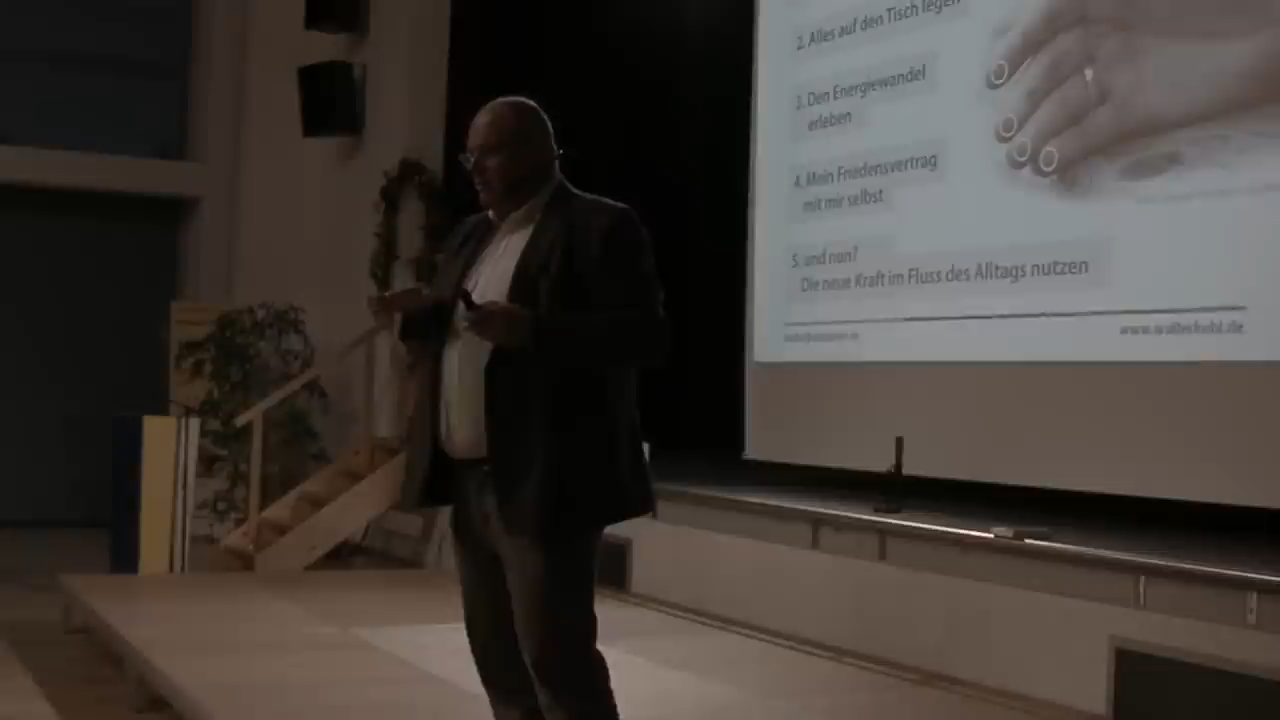 2. Alles auf den Tisch legen
3. Den Energiewandel
erleben
4. Mein Friedensvertrag
mit mir selbst
5. und nun?
Die neue Kraft im Fluss des Alltags nutzen